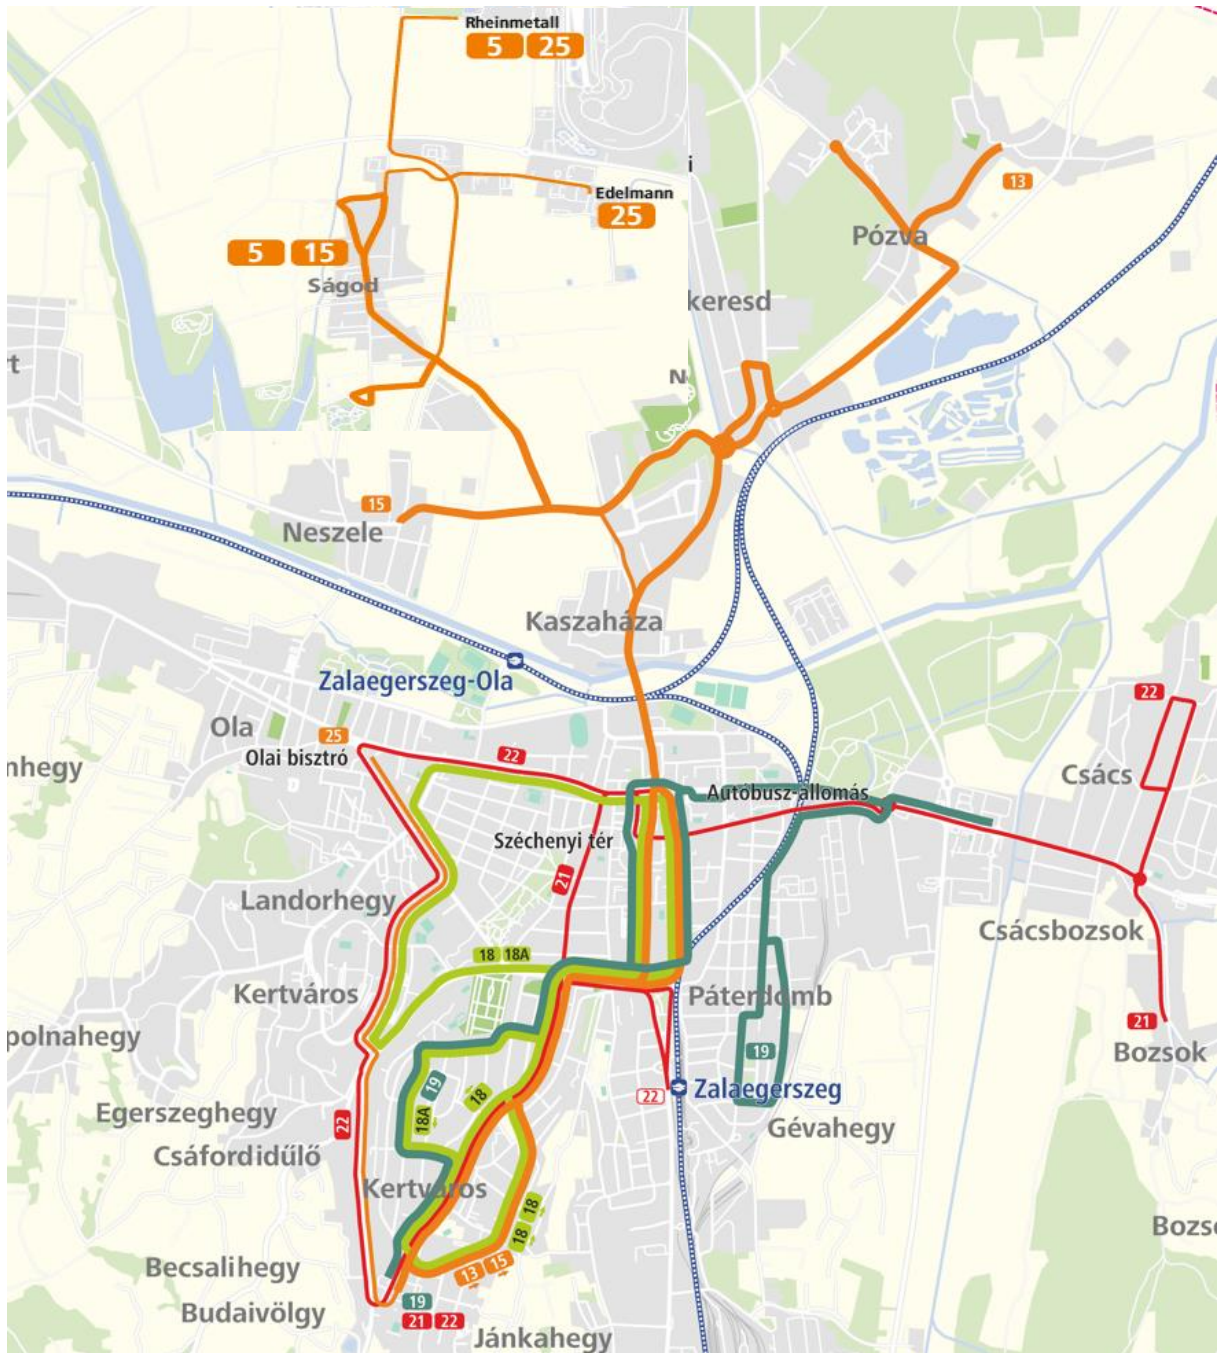 Rheinmetall
5 25
i
Edelmann
25
13
Pózva
5 15
Ságod
keresd
rt
N
15
Neszele
Kaszaháza
Zalaegerszeg-Ola
22
Ola
25
Olai bisztró
22
nhegy
Csács
Autóbusz-állomás
Széchenyi tér
21
Landorhegy
Csácsbozsok
18 18A
Kertváros
Páterdomb
21
polnahegy
Bozsok
19
19
18
22
Zalaegerszeg
18A
Egerszeghegy
22
Gévahegy
Csáfordidűlő
Kertváros
18
18
Bozs
13 15
Becsalihegy
19
21 22
Budaivölgy
Jánkahegy